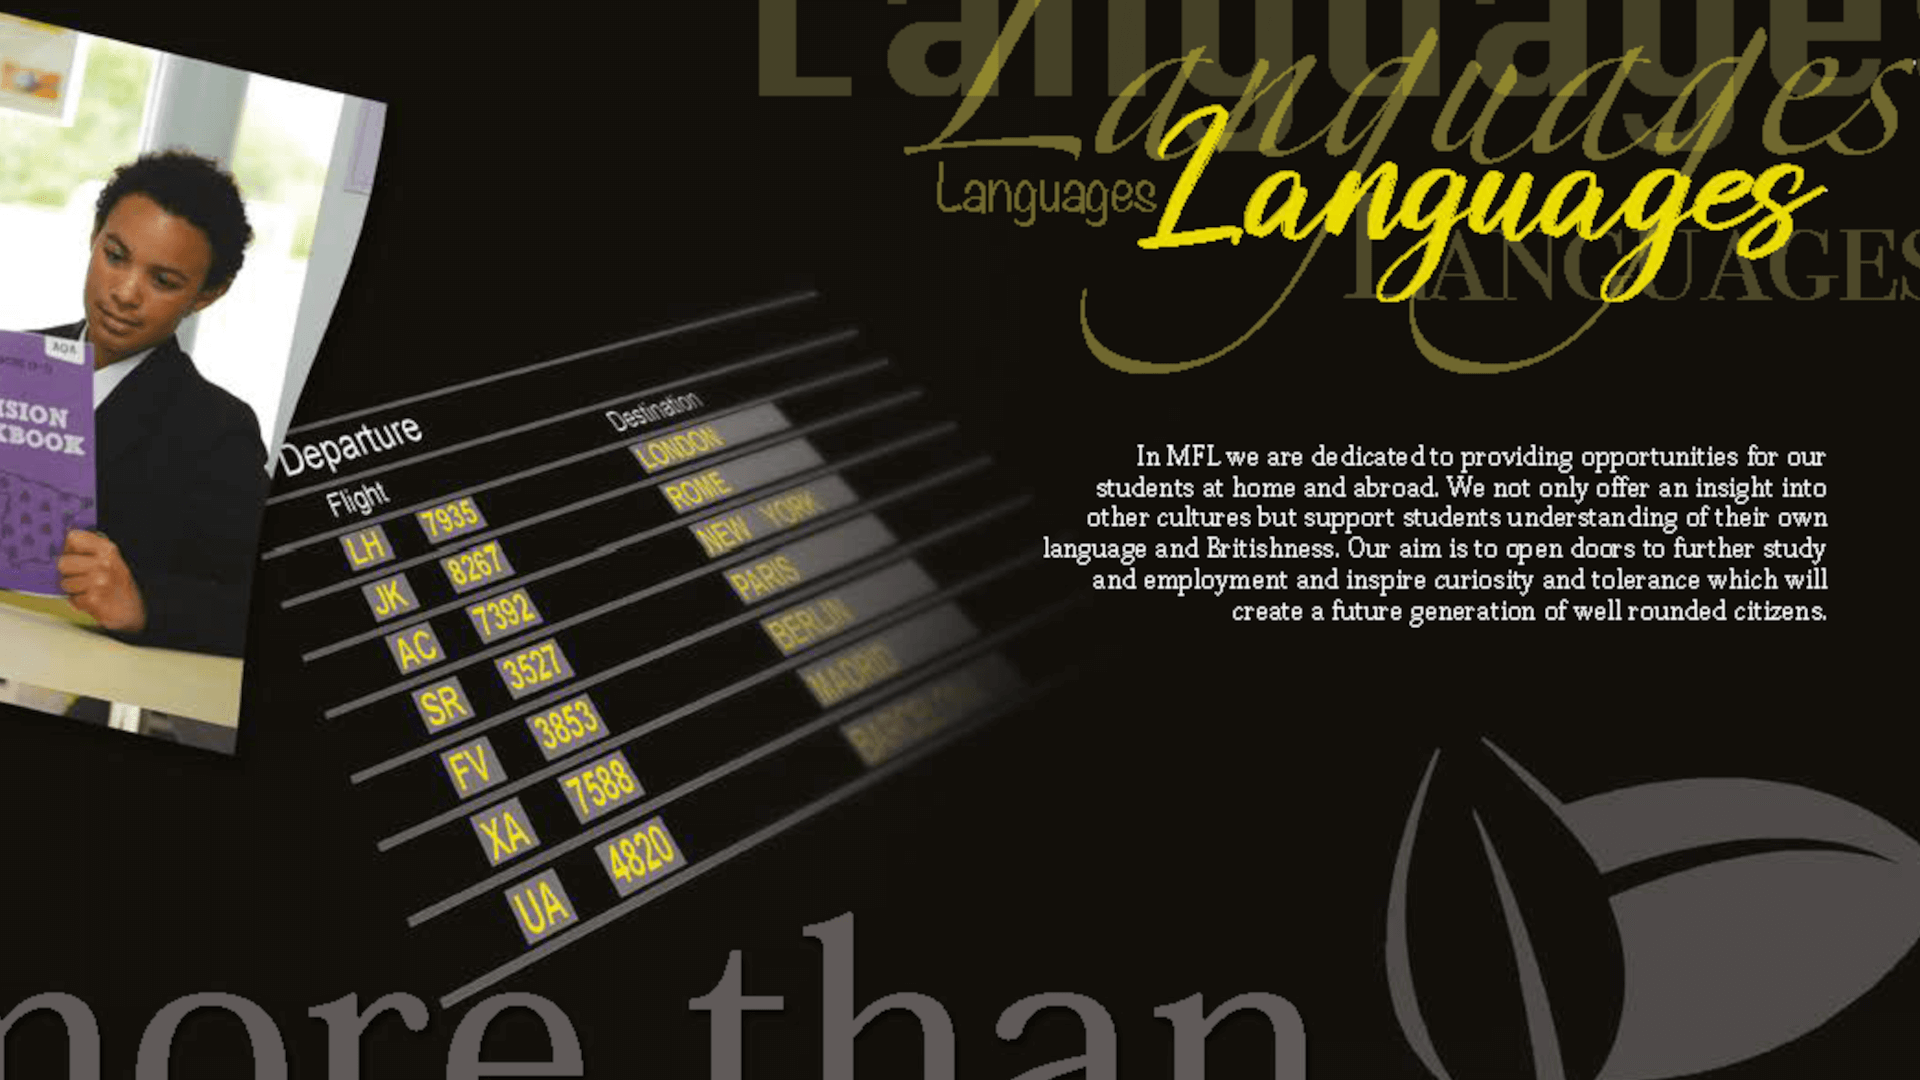 Languages
Languages
Languages
Languages
LANGUAGES
AQA
ISION
KBOOK
Departure
Flight Destination
LH 7935 LONDON
JK 8267 ROME
AC 7392 NEW YORK
SR 3527 PARIS
FV 3853 BERLIN
XA 7588 MADRID
UA 4820 BARCELONA
In MFL we are dedicated to providing opportunities for our
students at home and abroad. We not only offer an insight into
other cultures but support students understanding of their own
language and Britishness. Our aim is to open doors to further study
and employment and inspire curiosity and tolerance which will
create a future generation of well rounded citizens.
more than